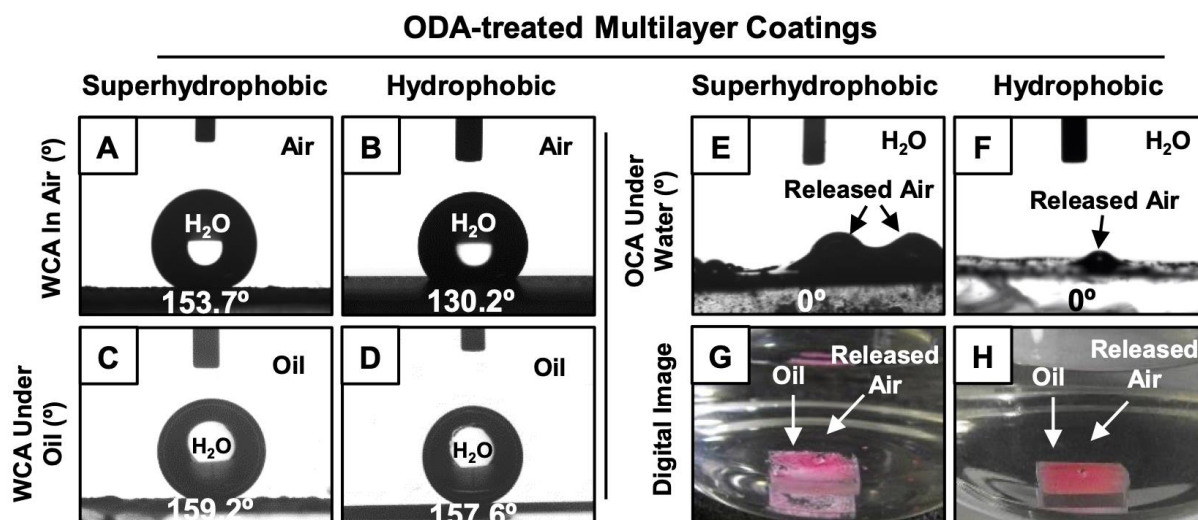 ODA-treated Multilayer Coatings
Superhydrophobic
Hydrophobic
Superhydrophobic
Hydrophobic
WCA In Air (º)
A
Air
H₂O
153.7º
B
Air
H₂O
130.2º
WCA Under
Oil (º)
C
Oil
H₂O
159.2º
D
Oil
H₂O
157.6º
OCA Under
Water (º)
E
H₂O
Released Air
0º
F
H₂O
Released Air
0º
Digital Image
G
Oil
Released
Air
H
Oil
Released
Air